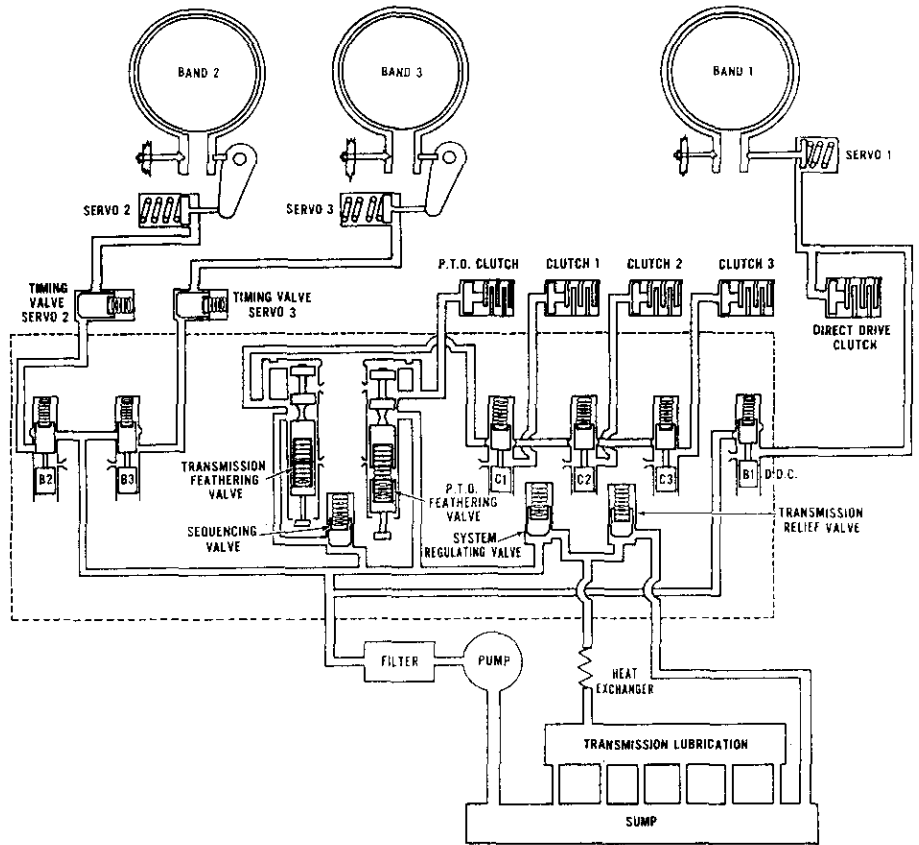 BAND 2
BAND 3
BAND 1
SERVO 1
SERVO 2
SERVO 3
P.T.O. CLUTCH
CLUTCH 1
CLUTCH 2
CLUTCH 3
TIMING
VALVE
SERVO 2
TIMING VALVE
SERVO 3
DIRECT DRIVE
CLUTCH
B2
B3
C1
C2
C3
B1
D.D.C.
TRANSMISSION
FEATHERING
VALVE
P.T.O.
FEATHERING
VALVE
SEQUENCING
VALVE
SYSTEM
REGULATING VALVE
TRANSMISSION
RELIEF VALVE
FILTER
PUMP
HEAT
EXCHANGER
TRANSMISSION LUBRICATION
SUMP